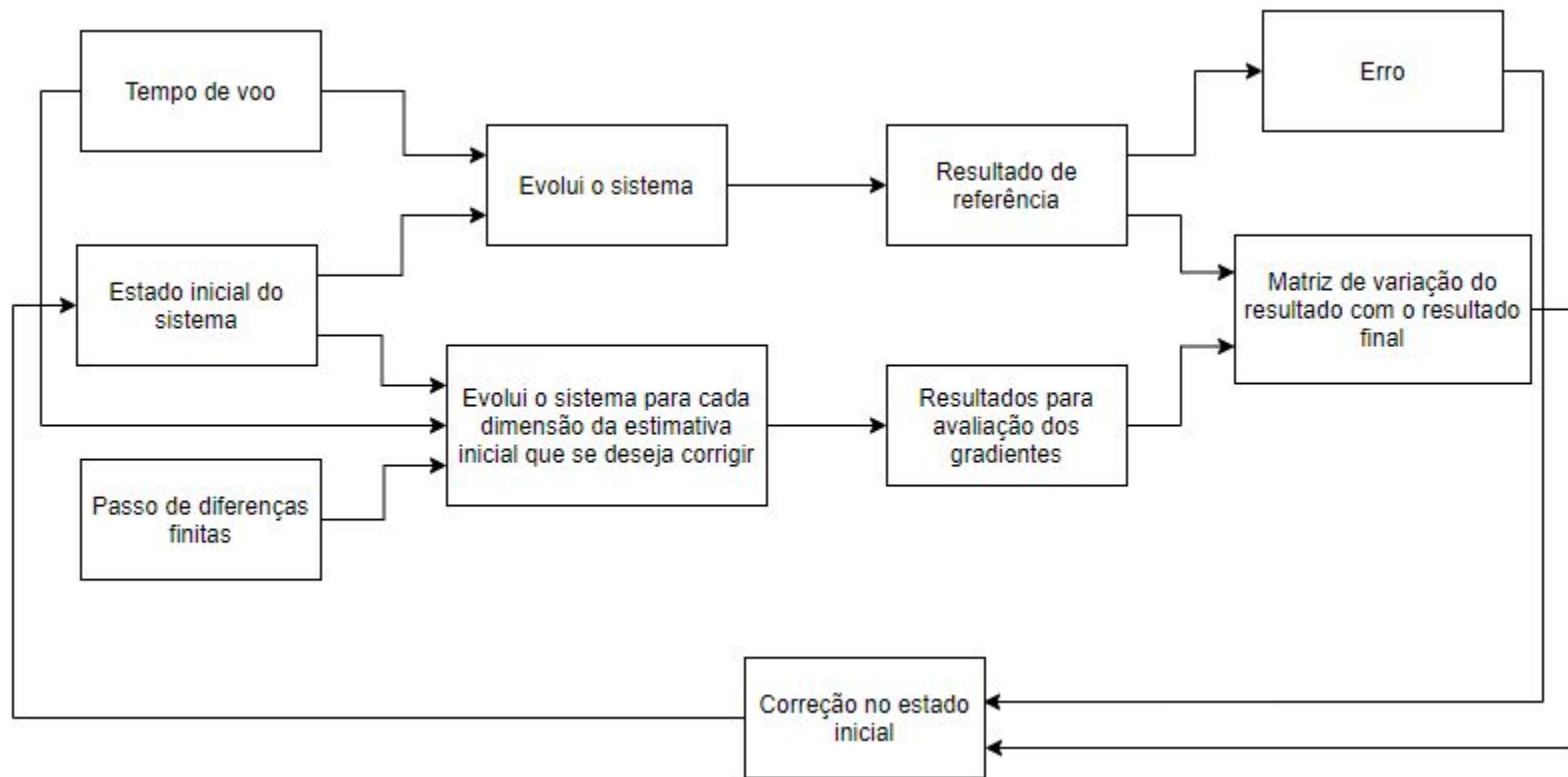 Tempo de voo
Erro
Evolui o sistema
Resultado de
referência
Estado inicial do
sistema
Matriz de variação do
resultado com o resultado
final
Evolui o sistema para cada
dimensão da estimativa
inicial que se deseja corrigir
Resultados para
avaliação dos
gradientes
Passo de diferenças
finitas
Correção no estado
inicial